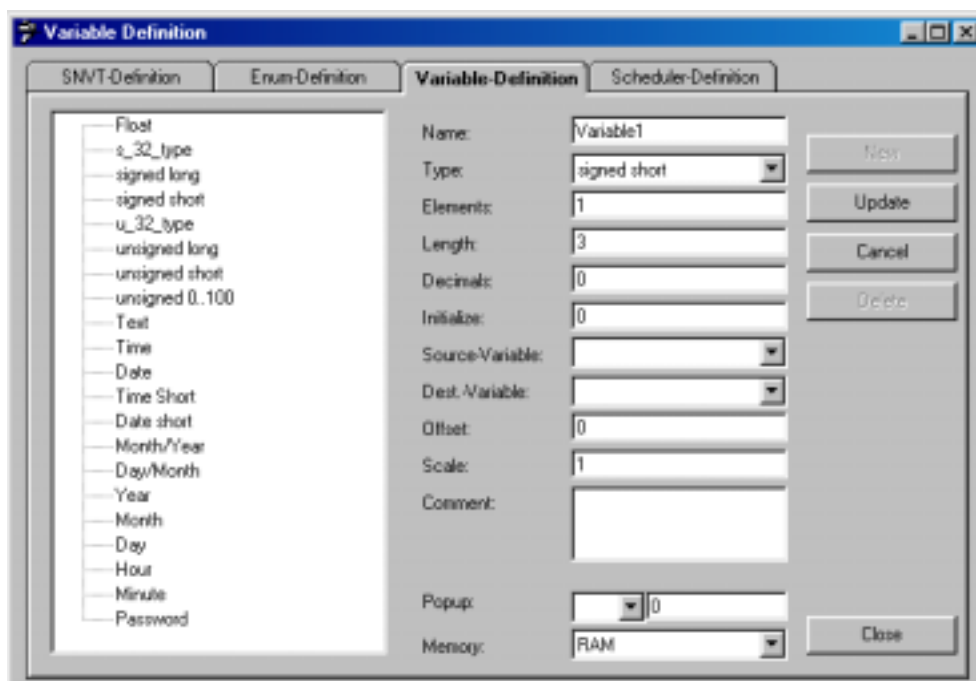 Variable Definition
SNVT-Definition
Enum-Definition
Variable-Definition
Scheduler-Definition
Float
s_32_type
signed long
signed short
u_32_type
unsigned long
unsigned short
unsigned 0..100
Text
Time
Date
Time Short
Date short
Month/Year
Day/Month
Year
Month
Day
Hour
Minute
Password
Name: Variable1
Type: signed short
Elements: 1
Length: 3
Decimals: 0
Initialize: 0
Source-Variable:
Dest.-Variable:
Offset: 0
Scale: 1
Comment:
Popup: 0
Memory: RAM
New
Update
Cancel
Delete
Close